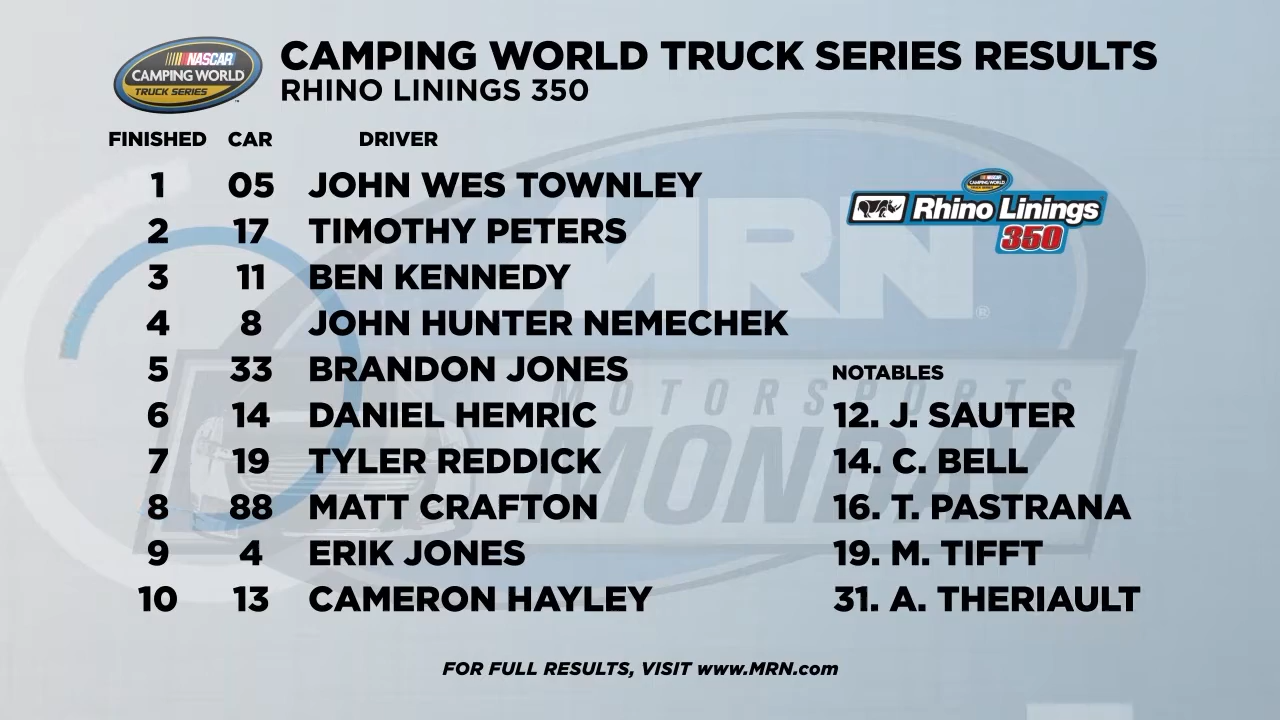 NASCAR
CAMPING WORLD
TRUCK SERIES
CAMPING WORLD TRUCK SERIES RESULTS
RHINO LININGS 350
FINISHED CAR DRIVER
1 05 JOHN WES TOWNLEY
2 17 TIMOTHY PETERS
3 11 BEN KENNEDY
4 8 JOHN HUNTER NEMECHEK
5 33 BRANDON JONES
6 14 DANIEL HEMRIC
7 19 TYLER REDDICK
8 88 MATT CRAFTON
9 4 ERIK JONES
10 13 CAMERON HAYLEY
NASCAR
CAMPING WORLD
Rhino Linings
350
NOTABLES
12. J. SAUTER
14. C. BELL
16. T. PASTRANA
19. M. TIFFT
31. A. THERIAULT
MRN®
MOTORSPORTS
MONDAY
FOR FULL RESULTS, VISIT www.MRN.com